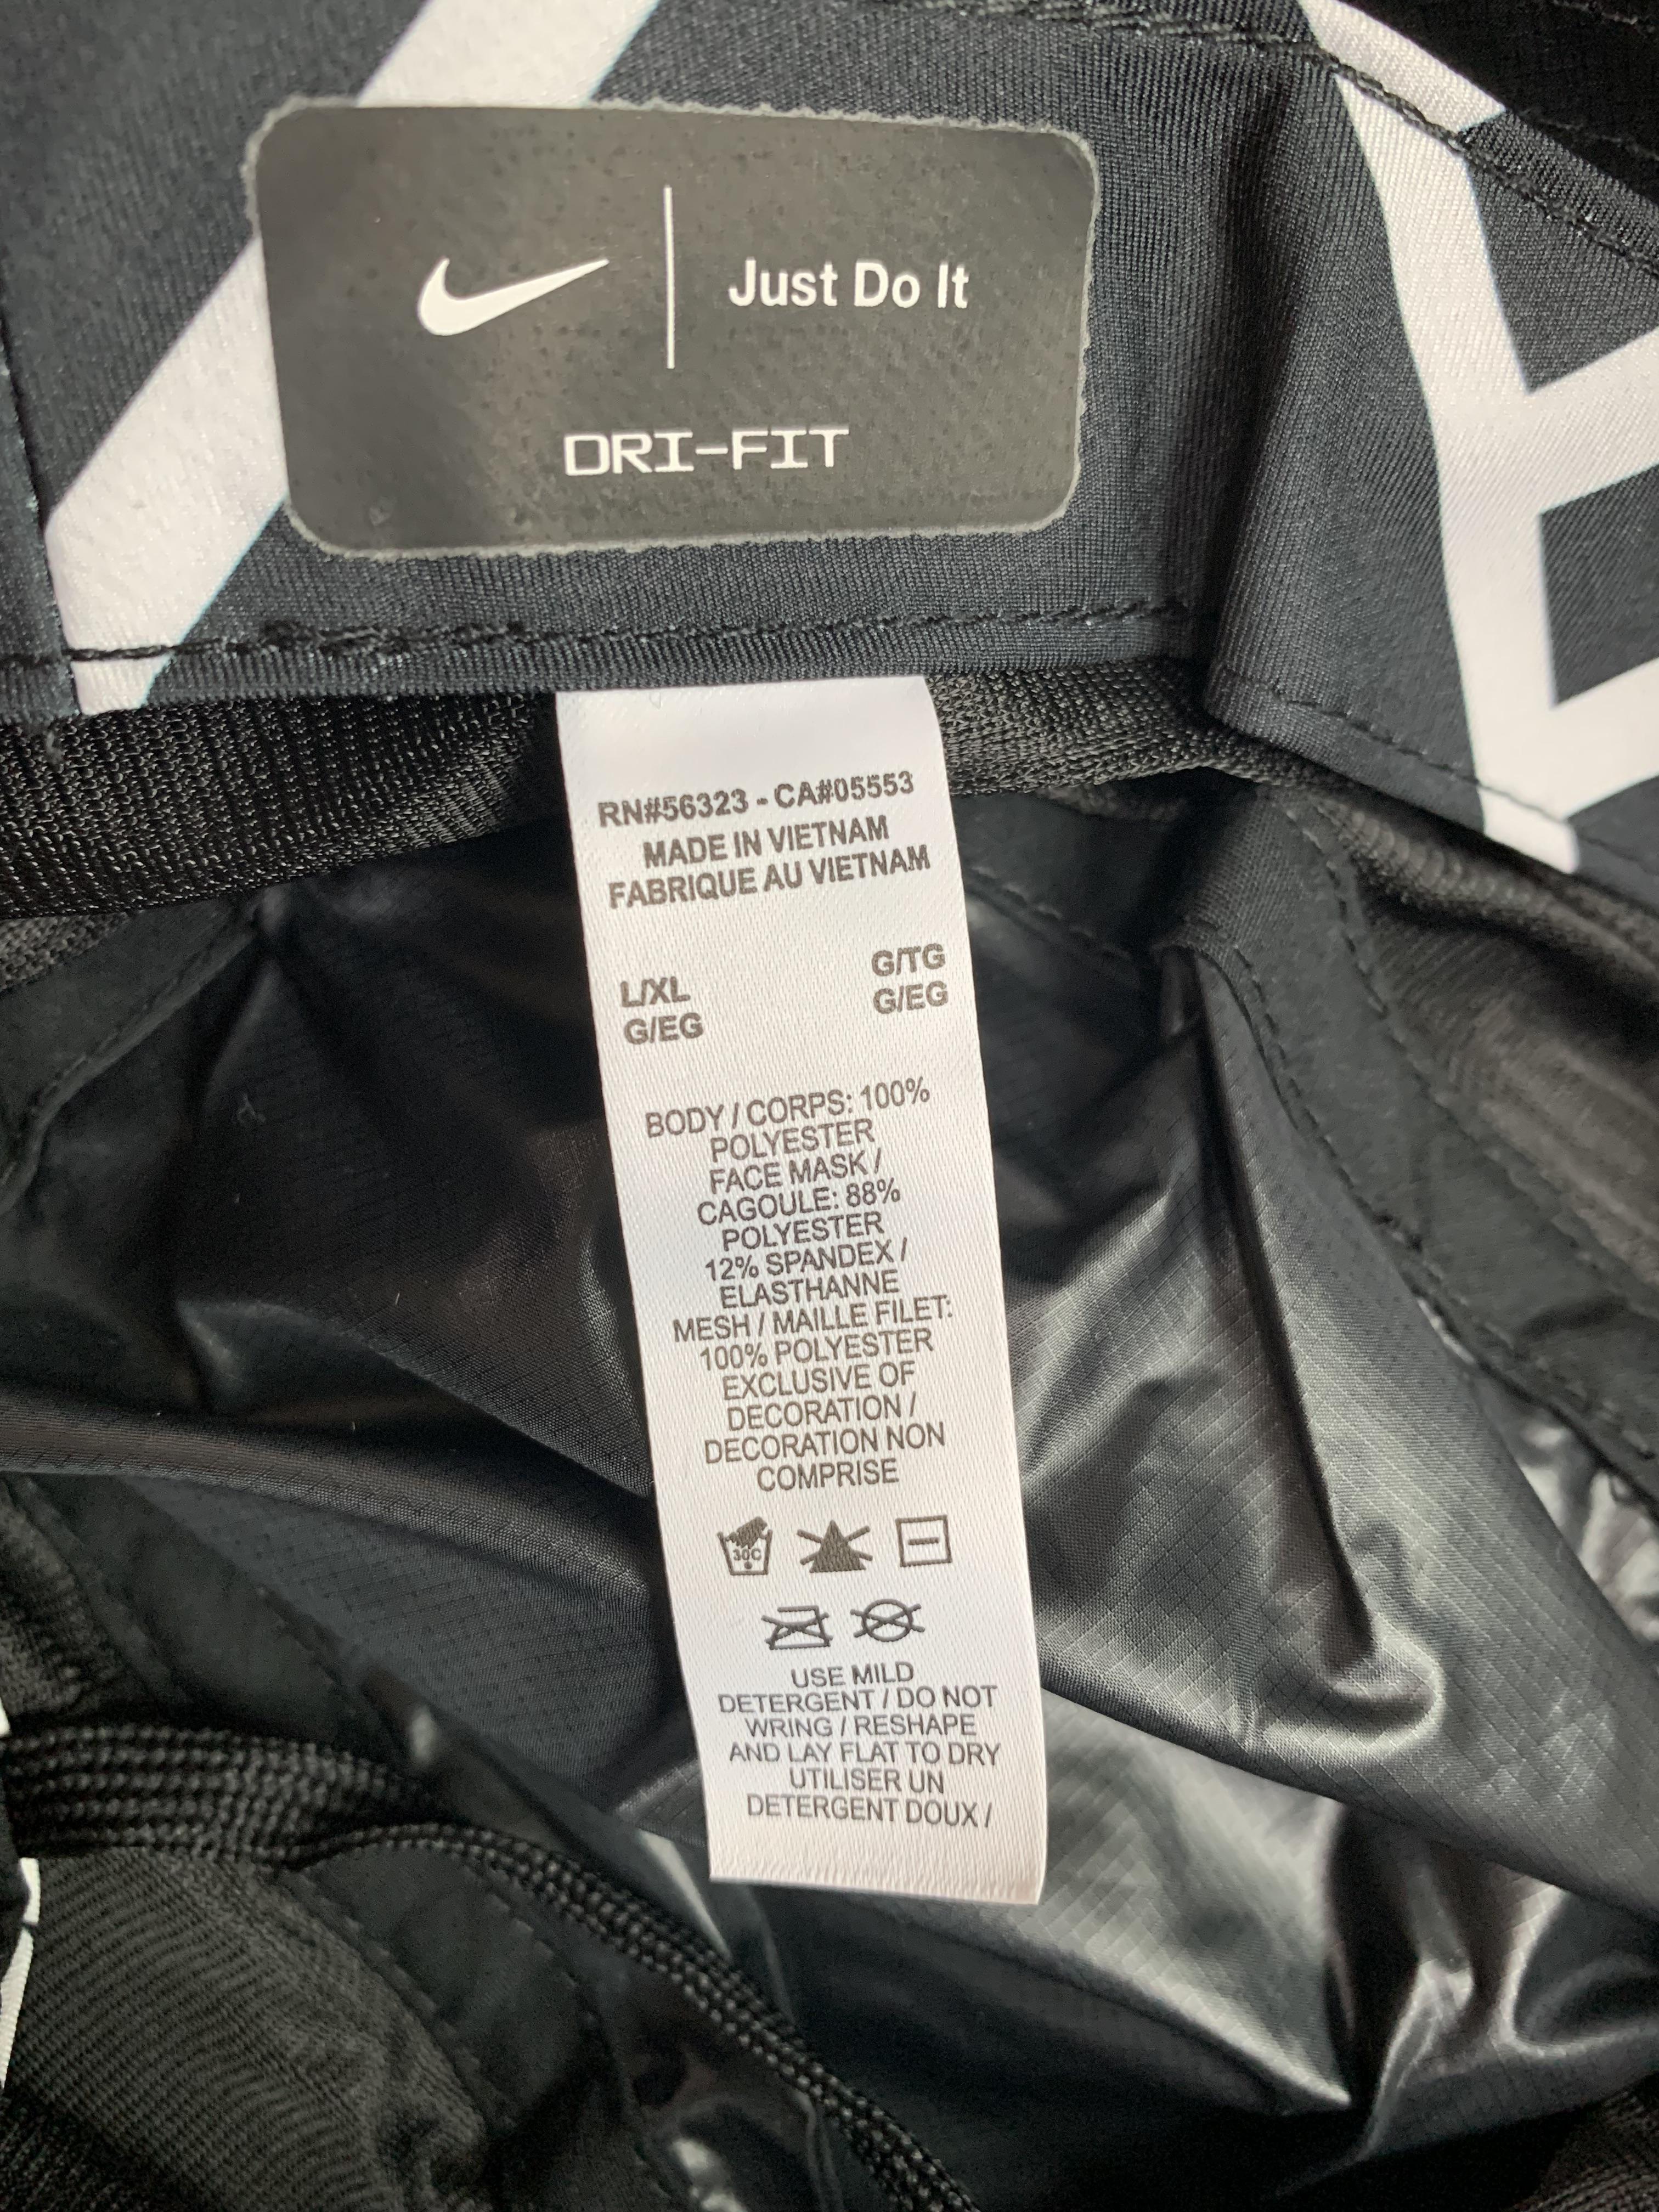 Just Do It
DRI-FIT
RN#56323 - CA#05553
MADE IN VIETNAM
FABRIQUE AU VIETNAM
L/XL G/TG
G/EG G/EG
BODY / CORPS: 100%
POLYESTER
FACE MASK /
CAGOULE: 88%
POLYESTER
12% SPANDEX /
ELASTHANNE
MESH / MAILLE FILET:
100% POLYESTER
EXCLUSIVE OF
DECORATION /
DECORATION NON
COMPRISE
30C
USE MILD
DETERGENT / DO NOT
WRING / RESHAPE
AND LAY FLAT TO DRY
UTILISER UN
DETERGENT DOUX /